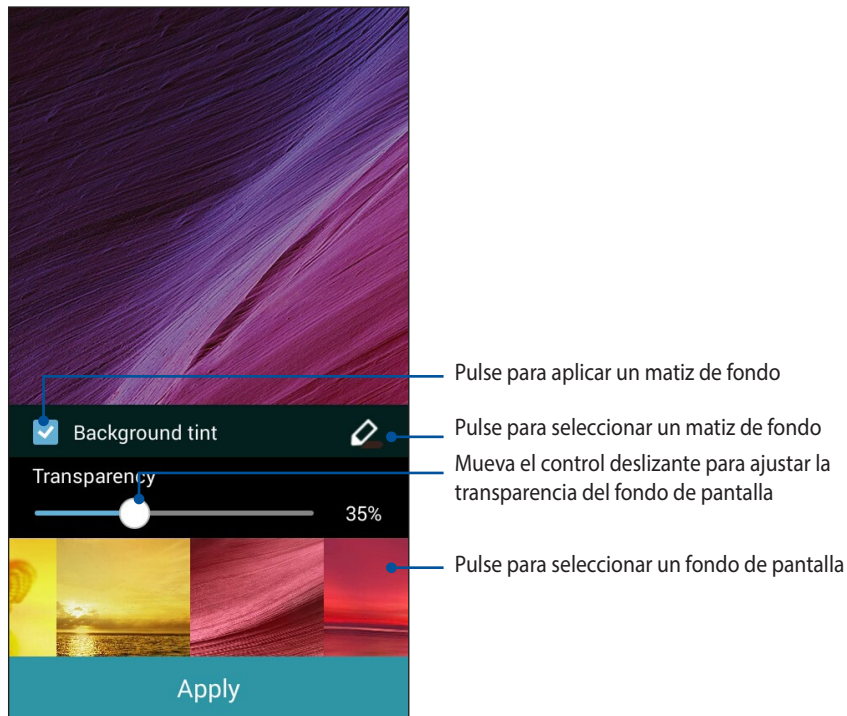 Pulse para aplicar un matiz de fondo
Background tint
Pulse para seleccionar un matiz de fondo
Transparency
Mueva el control deslizante para ajustar la
transparencia del fondo de pantalla
35%
Pulse para seleccionar un fondo de pantalla
Apply